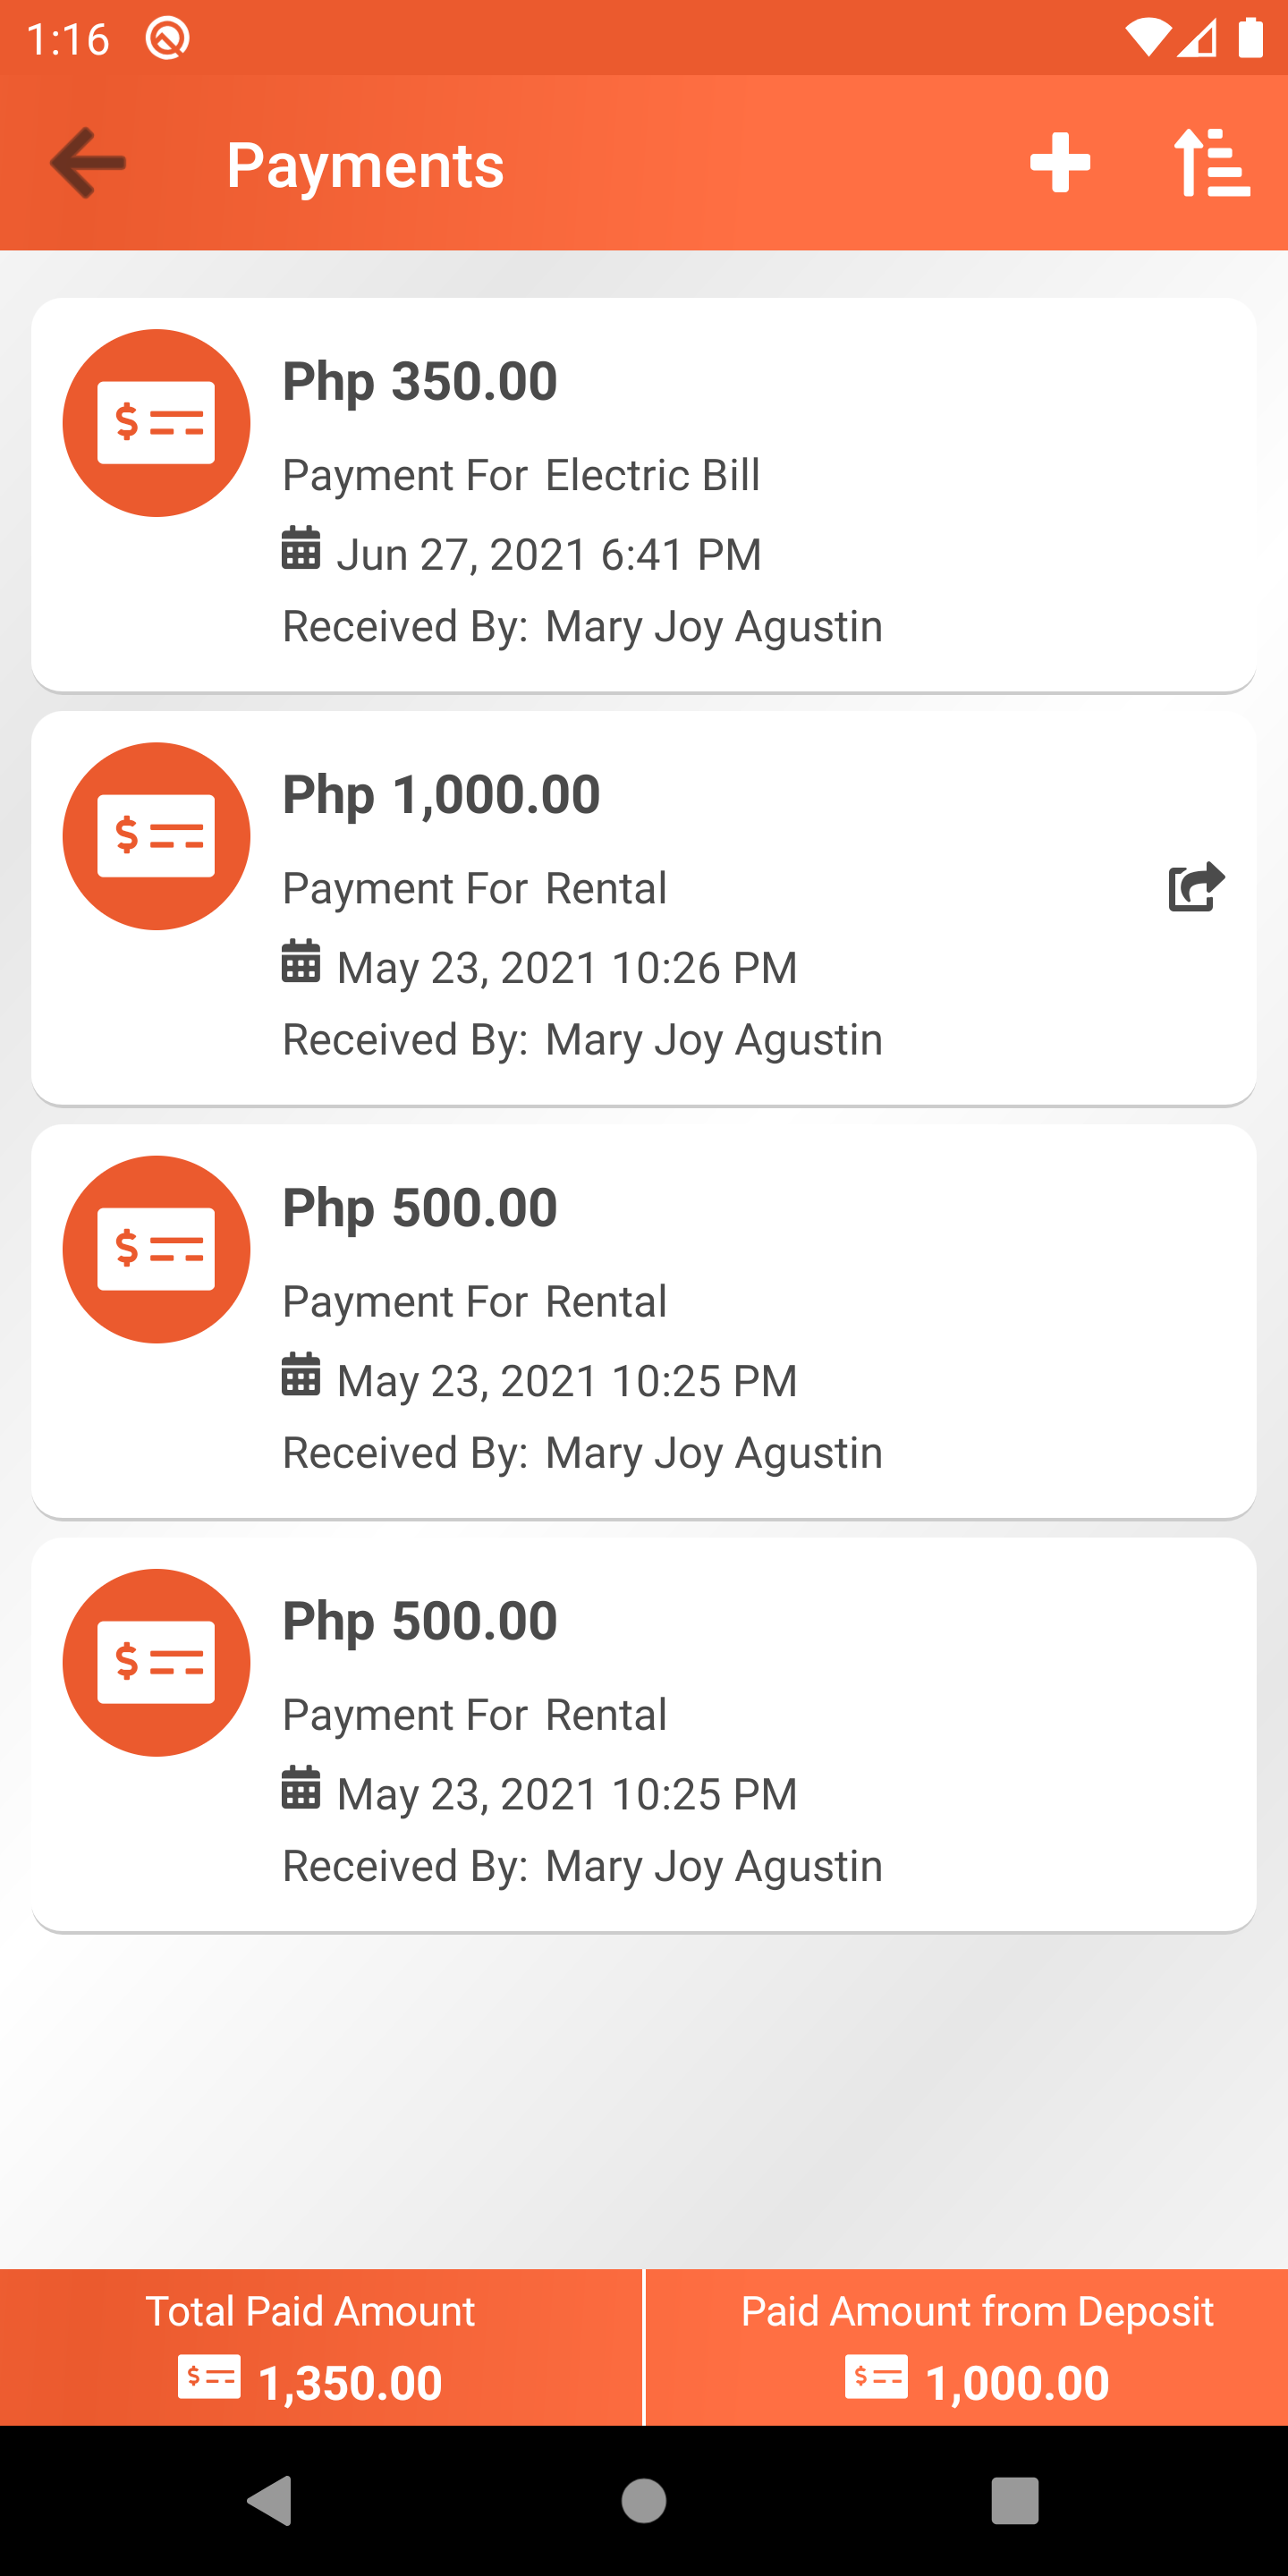 1:16
Payments
Php 350.00
Payment For Electric Bill
Jun 27, 2021 6:41 PM
Received By: Mary Joy Agustin
Php 1,000.00
Payment For Rental
May 23, 2021 10:26 PM
Received By: Mary Joy Agustin
Php 500.00
Payment For Rental
May 23, 2021 10:25 PM
Received By: Mary Joy Agustin
Php 500.00
Payment For Rental
May 23, 2021 10:25 PM
Received By: Mary Joy Agustin
Total Paid Amount
1,350.00
Paid Amount from Deposit
1,000.00